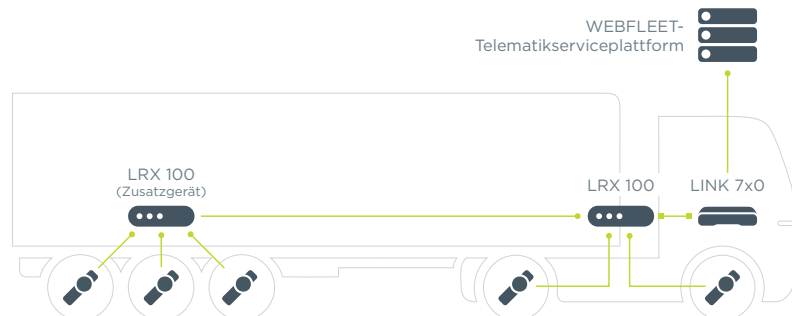 WEBFLEET-
Telematikserviceplattform
LRX 100
(Zusatzgerät)
LRX 100
LINK 7x0